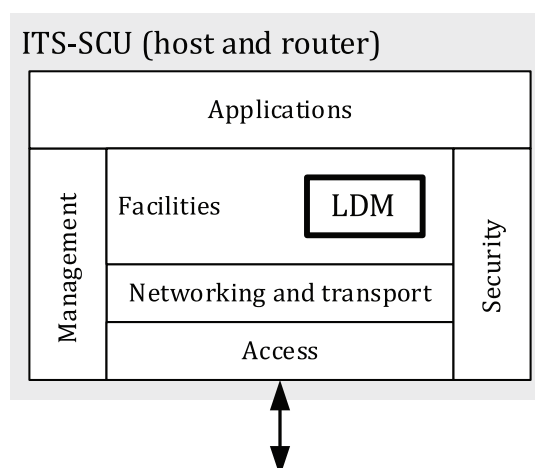 ITS-SCU (host and router)
Applications
Management
Facilities
LDM
Security
Networking and transport
Access